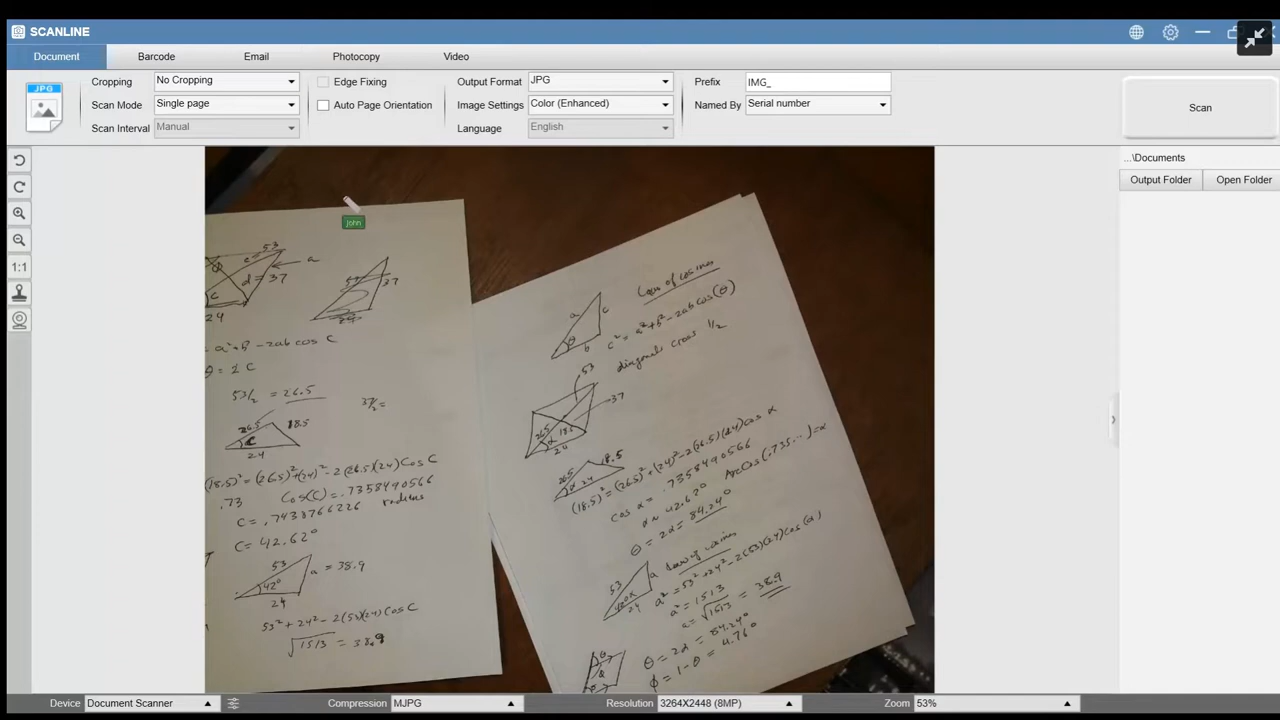 SCANLINE
Document
Barcode
Email
Photocopy
Video
Cropping No Cropping
Edge Fixing
Output Format JPG
Prefix IMG_
Scan Mode Single page
Auto Page Orientation
Image Settings Color (Enhanced)
Named By Serial number
Scan Interval Manual
Language English
Scan
JPG
1:1
...\Documents
Output Folder
Open Folder
john
53
a
d = 37
C
24
53
37
24
= a² + b² - 2ab cos C
53/2 = 26.5
37/2 =
26.5
18.5
C
24
(18.5)² = (26.5)² + (24)² - 2(26.5)(24) Cos C
.73
Cos(C) = .7358490566
C = .7438766226 radians
C = 42.62°
53
a = 38.9
42°
24
53² + 24² - 2(53)(24) Cos C
√1513 = 38.9
Law of cosines
a
c
θ
b
c² = a² + b² - 2ab cos(θ)
diagonal cross 1/2
53
37
26.5
18.5
α
26.5
18.5
α
24
(18.5)² = (26.5)² + (24)² - 2(26.5)(24) cos α
cos α = .7358490566
ArcCos(.735...) = α
α ≈ 42.62°
θ = 2α = 84.24°
53
a
24
a² = 53² + 24² - 2(53)(24) cos(α)
a² = 1513
a = √1513 = 38.9
θ = 2α = 84.24°
ϕ = 1 - θ = 4.76°
Device Document Scanner
Compression MJPG
Resolution 3264X2448 (8MP)
Zoom 53%